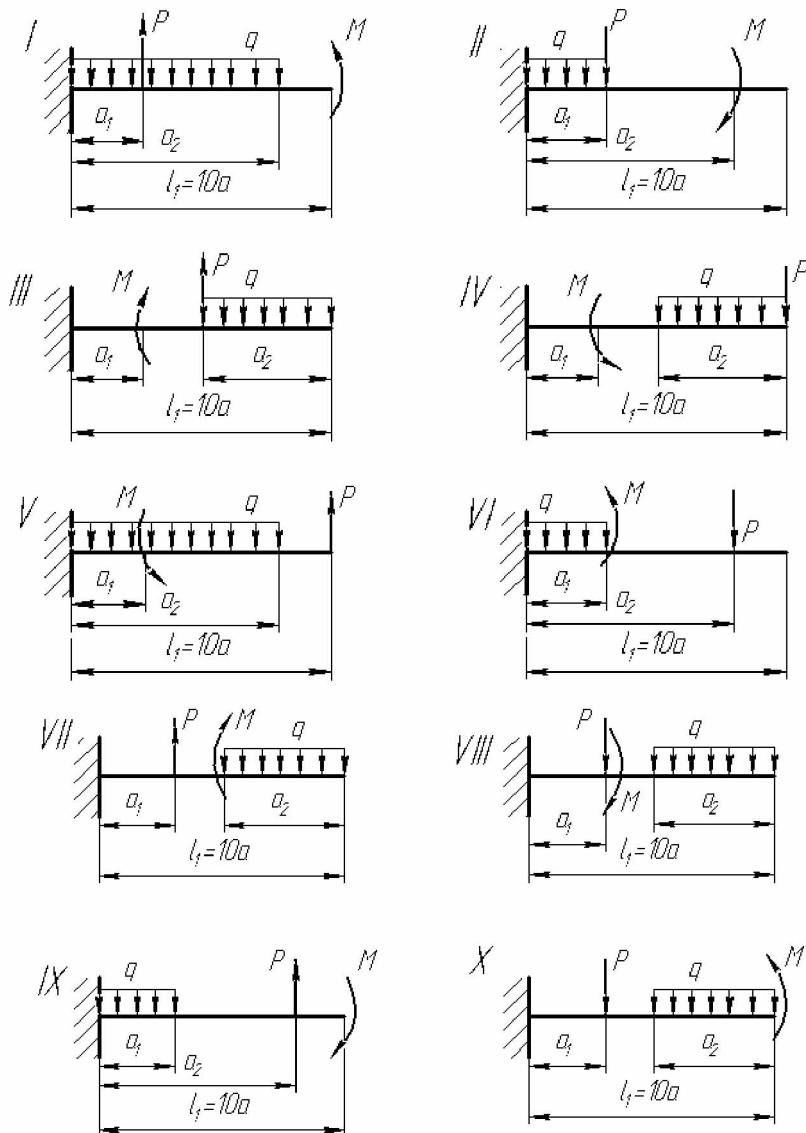 I P q M
a₁
a₂
l₁=10a
II q P M
a₁
a₂
l₁=10a
III M P q
a₁ a₂
l₁=10a
IV M q P
a₁ a₂
l₁=10a
V M q P
a₁
a₂
l₁=10a
VI q M P
a₁
a₂
l₁=10a
VII P M q
a₁ a₂
l₁=10a
VIII P M q
a₁ a₂
l₁=10a
IX q P M
a₁
a₂
l₁=10a
X P q M
a₁ a₂
l₁=10a